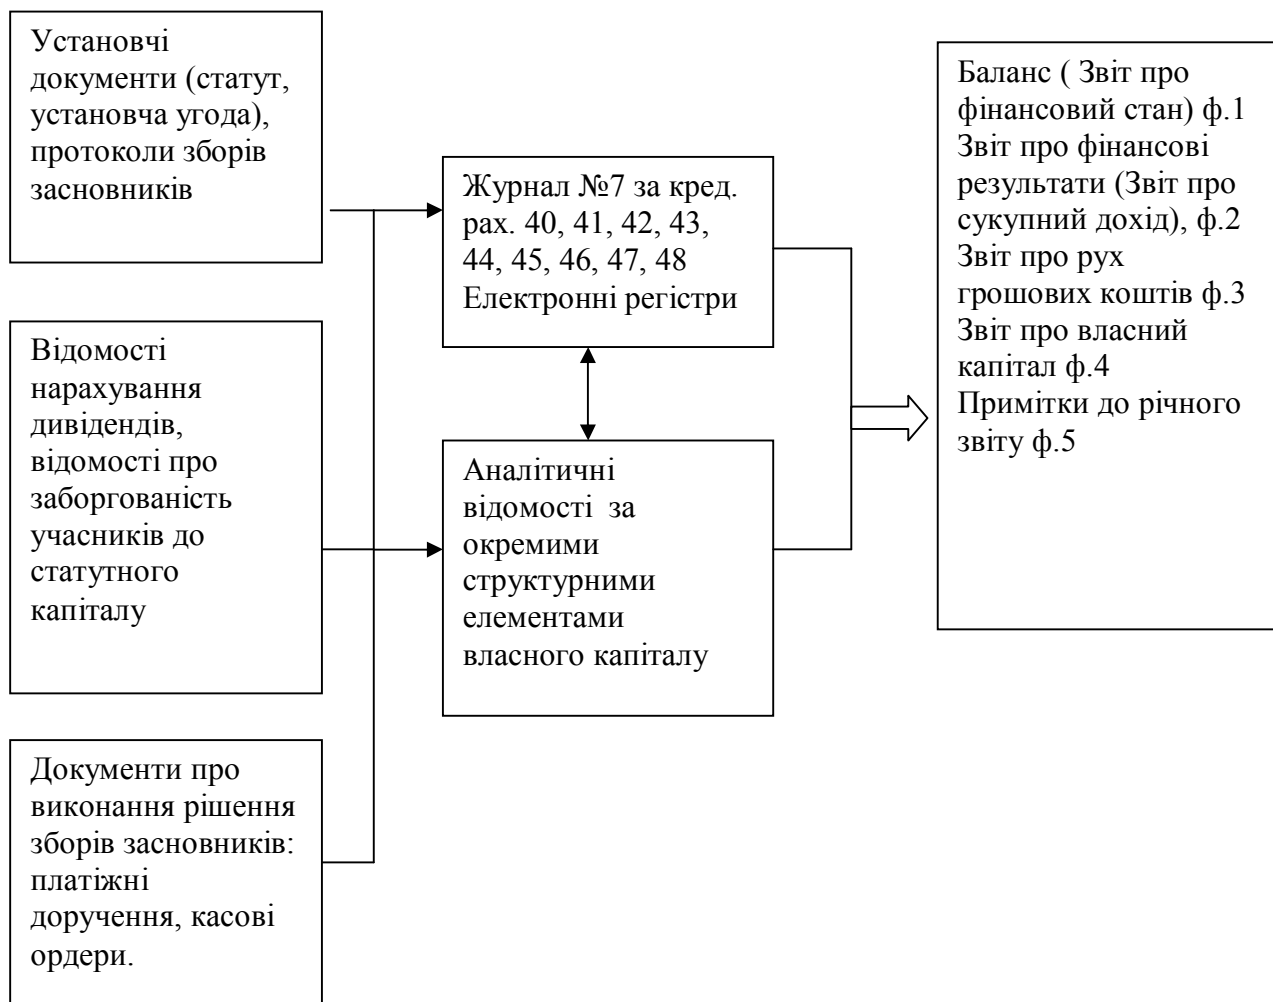 Установчі
документи (статут,
установча угода),
протоколи зборів
засновників
Відомості
нарахування
дивідендів,
відомості про
заборгованість
учасників до
статутного
капіталу
Документи про
виконання рішення
зборів засновників:
платіжні
доручення, касові
ордери.
Журнал №7 за кред.
рах. 40, 41, 42, 43,
44, 45, 46, 47, 48
Електронні регістри
Аналітичні
відомості  за
окремими
структурними
елементами
власного капіталу
Баланс ( Звіт про
фінансовий стан) ф.1
Звіт про фінансові
результати (Звіт про
сукупний дохід), ф.2
Звіт про рух
грошових коштів ф.3
Звіт про власний
капітал ф.4
Примітки до річного
звіту ф.5